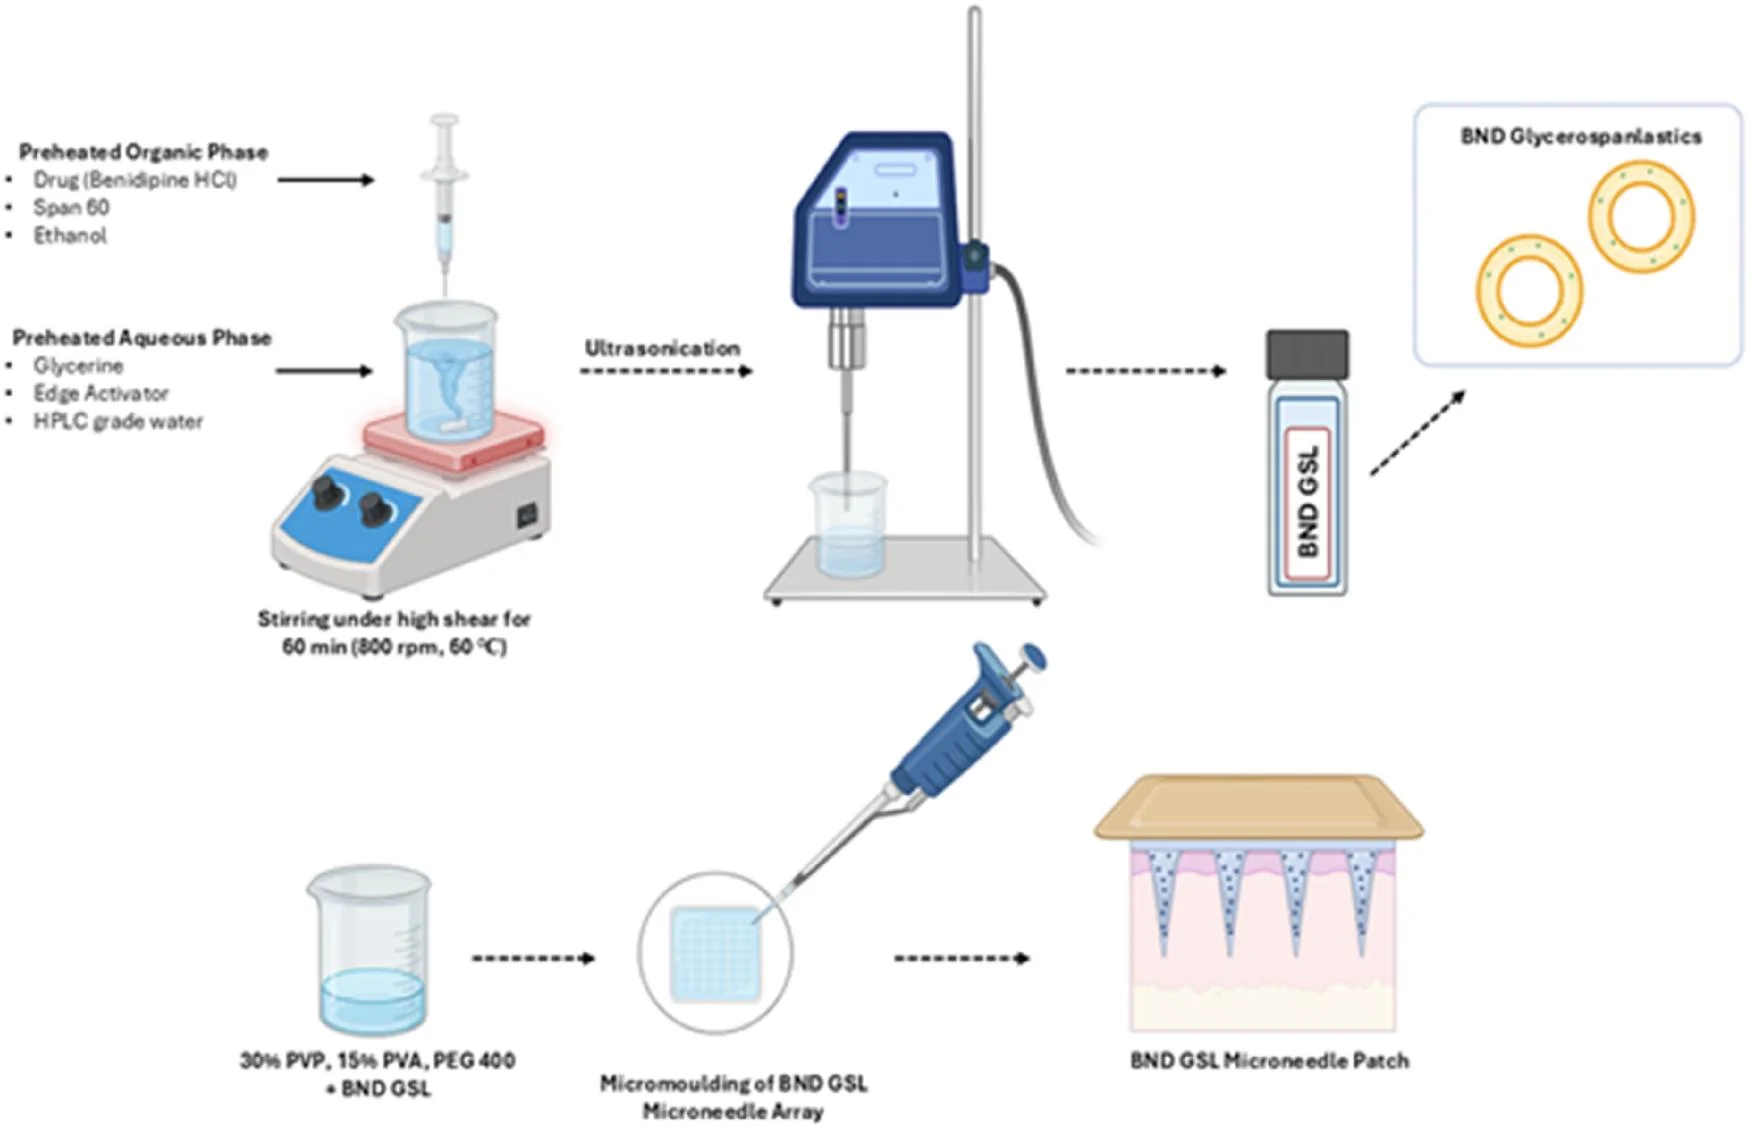 Preheated Organic Phase
• Drug (Benidipine HCl)
• Span 60
• Ethanol
Preheated Aqueous Phase
• Glycerine
• Edge Activator
• HPLC grade water
Stirring under high shear for
60 min (800 rpm, 60 °C)
Ultrasonication
BND GSL
BND Glycerospanlastics
30% PVP, 15% PVA, PEG 400
+ BND GSL
Micromoulding of BND GSL
Microneedle Array
BND GSL Microneedle Patch